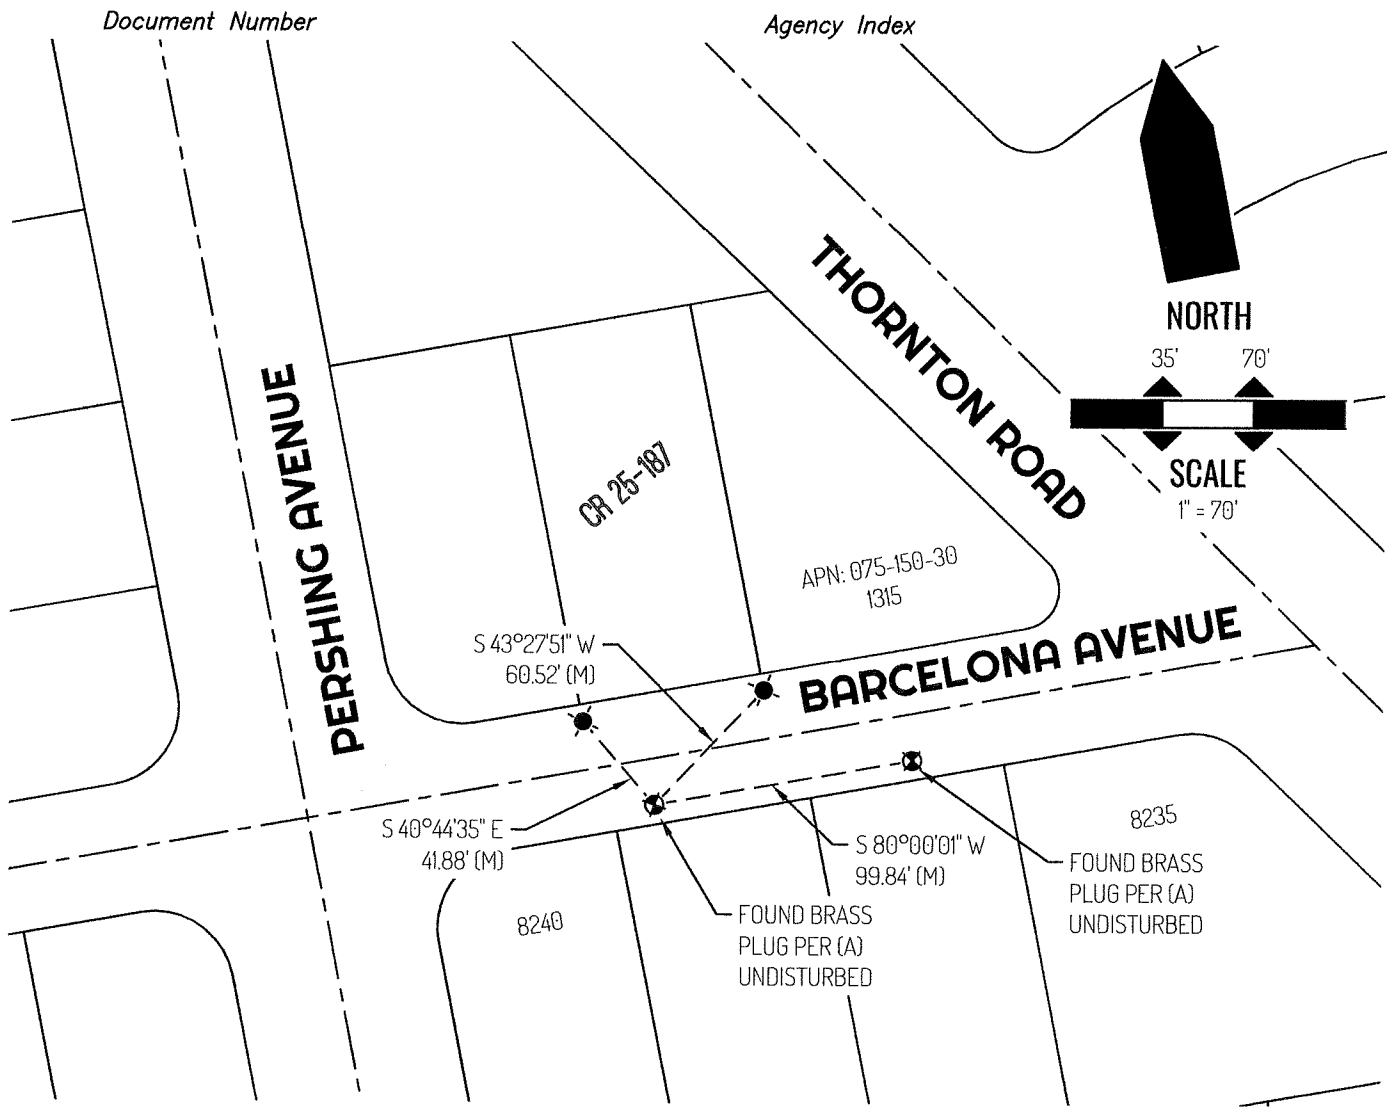 Document Number
Agency Index
THORNTON ROAD
NORTH
35' 70'
SCALE
1" = 70'
PERSHING AVENUE
CR 25-187
APN: 075-150-30
1315
BARCELONA AVENUE
S 43°27'51" W
60.52' (M)
S 40°44'35" E
41.88' (M)
S 80°00'01" W
99.84' (M)
8235
FOUND BRASS
PLUG PER (A)
UNDISTURBED
8240
FOUND BRASS
PLUG PER (A)
UNDISTURBED